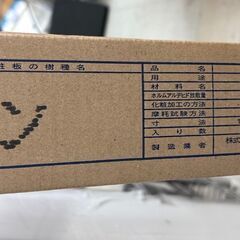 板の樹種名
ン
品名
用途
材料名
ホルムアルデヒド放散量
化粧加工の方法
摩耗試験方法
寸法
入り数
製造業者
株式